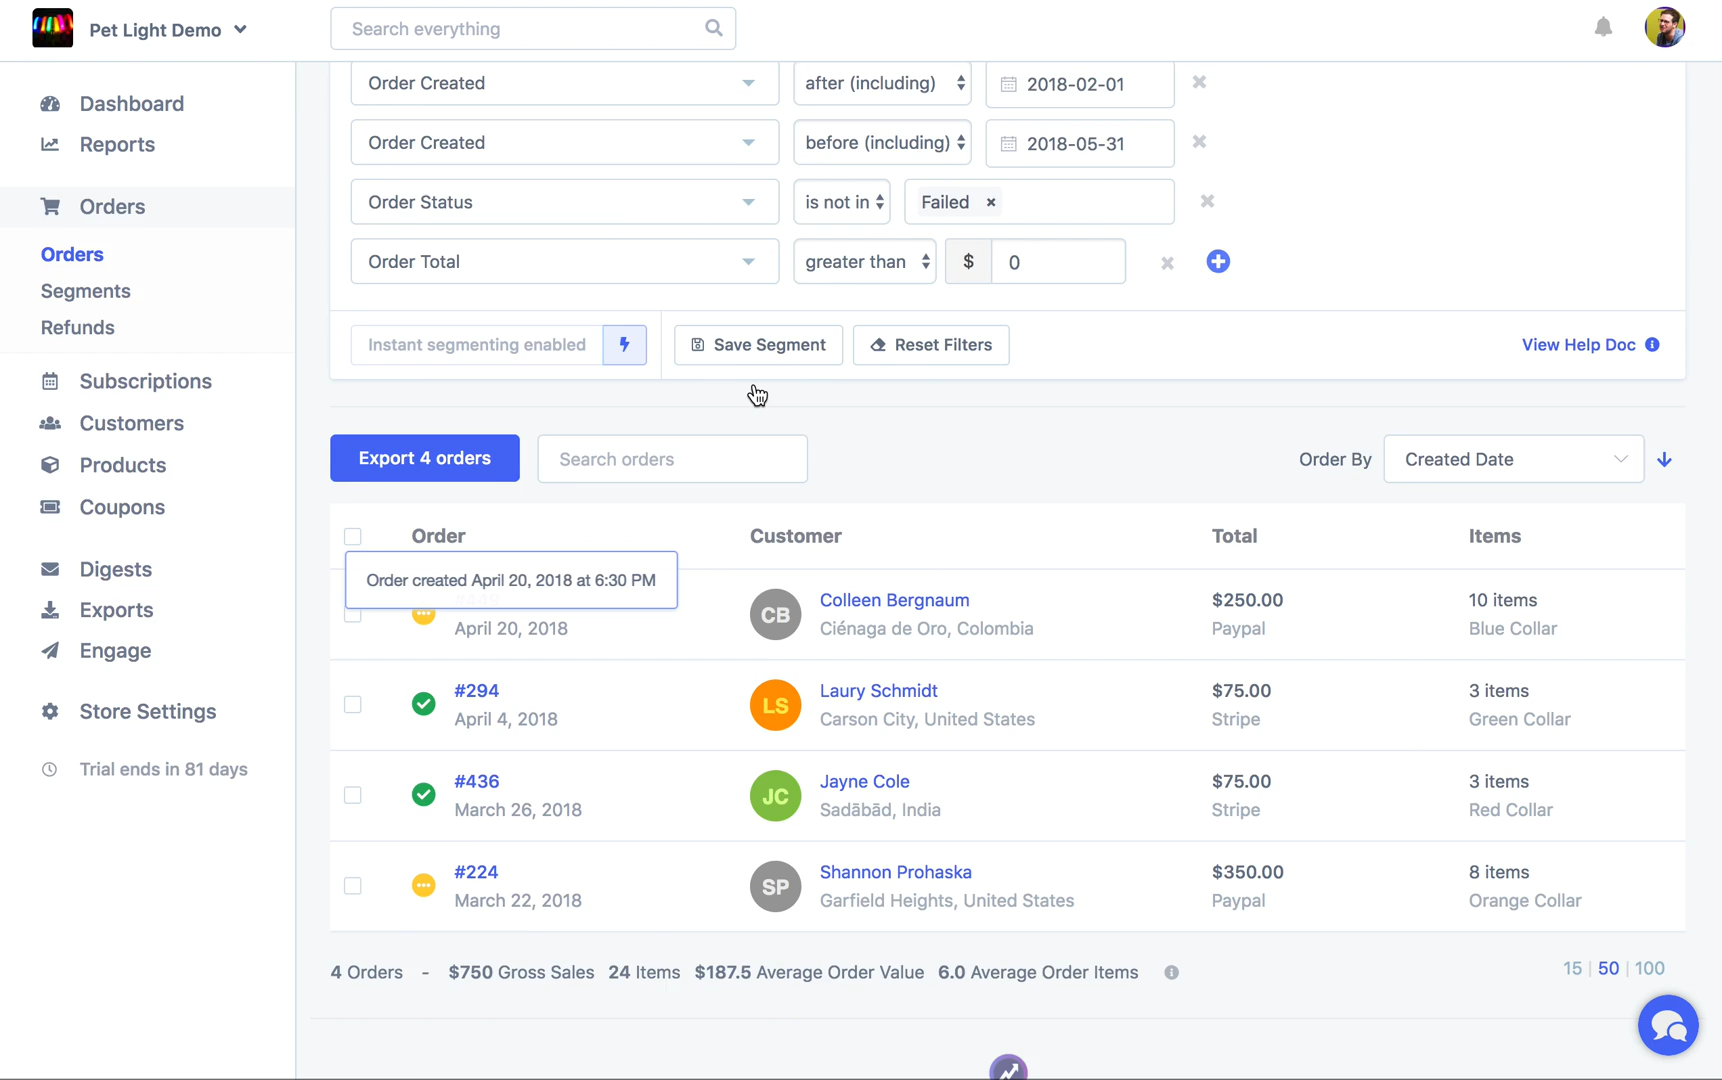 Pet Light Demo
Search everything
Dashboard
Reports
Orders
Orders
Segments
Refunds
Subscriptions
Customers
Products
Coupons
Digests
Exports
Engage
Store Settings
Trial ends in 81 days
Order Created after (including) 2018-02-01
Order Created before (including) 2018-05-31
Order Status is not in Failed ×
Order Total greater than $ 0
Instant segmenting enabled Save Segment Reset Filters View Help Doc
Export 4 orders Search orders Order By Created Date
Order Customer Total Items
Order created April 20, 2018 at 6:30 PM
Colleen Bergnaum $250.00 10 items
CB
April 20, 2018 Ciénaga de Oro, Colombia Paypal Blue Collar
#294 Laury Schmidt $75.00 3 items
LS
April 4, 2018 Carson City, United States Stripe Green Collar
#436 Jayne Cole $75.00 3 items
JC
March 26, 2018 Sadābād, India Stripe Red Collar
#224 Shannon Prohaska $350.00 8 items
SP
March 22, 2018 Garfield Heights, United States Paypal Orange Collar
4 Orders - $750 Gross Sales 24 Items $187.5 Average Order Value 6.0 Average Order Items
15 | 50 | 100